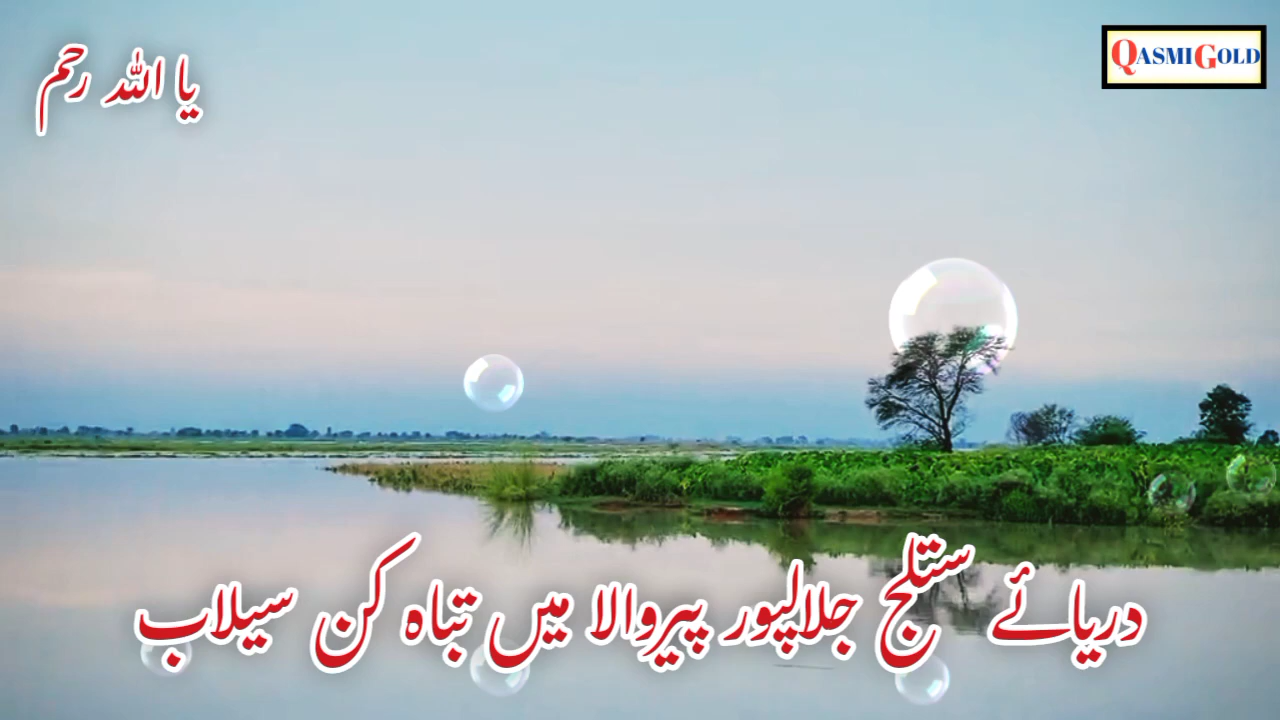 یا اللہ رحم
QASMI GOLD
دریائے ستلج جلالپور پیروالا میں تباہ کن سیلاب